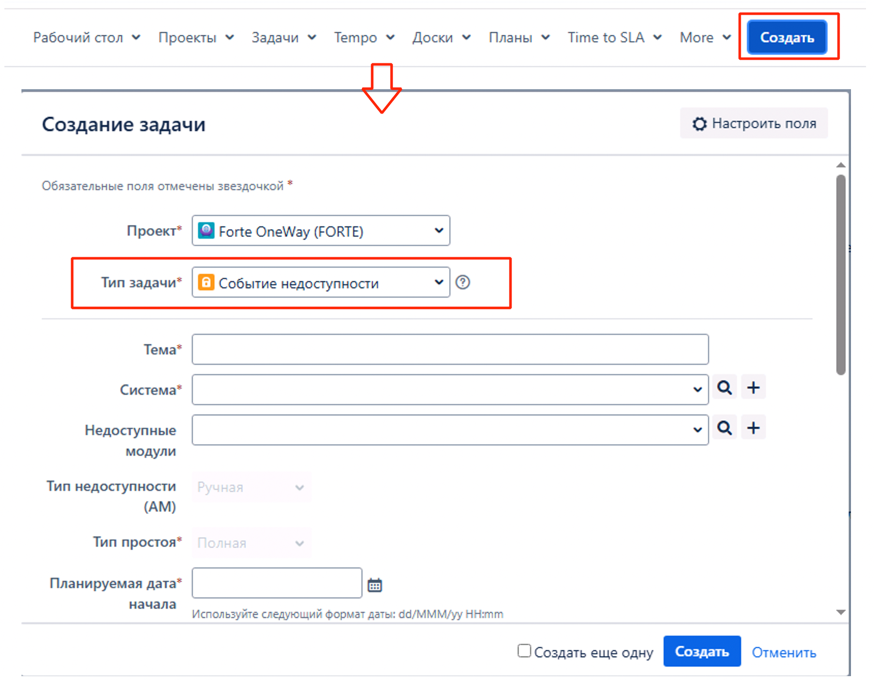 Рабочий стол Проекты Задачи Tempo Доски Планы Time to SLA More Создать
Создание задачи
Настроить поля
Обязательные поля отмечены звездочкой *
Проект* Forte OneWay (FORTE)
Тип задачи* Событие недоступности
Тема*
Система*
Недоступные
модули
Тип недоступности
(АМ)
Ручная
Тип простоя* Полная
Планируемая дата*
начала
Используйте следующий формат даты: dd/MMM/yy HH:mm
Создать еще одну Создать Отменить